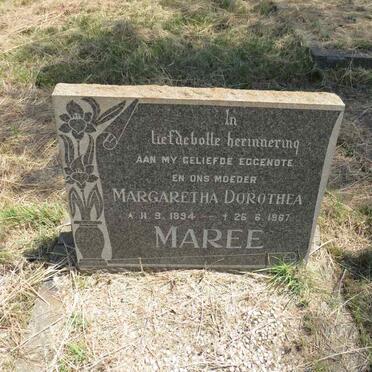 In
liefdevolle herinnering
AAN MY GELIEFDE EGGENOTE
EN ONS MOEDER
MARGARETHA DOROTHEA
* 11. 9. 1894 — † 26. 6. 1967
MAREE